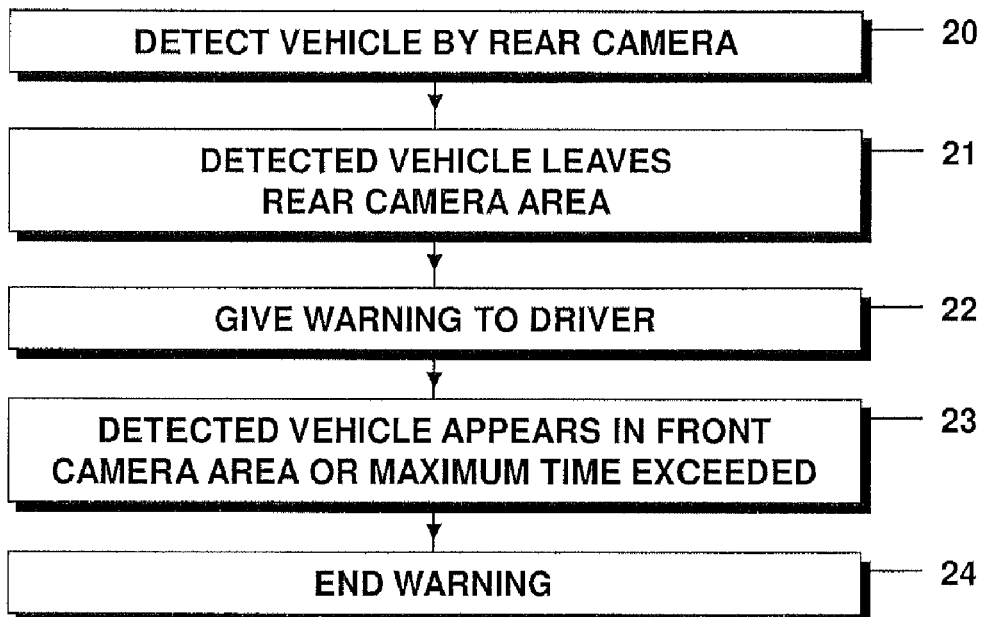 DETECT VEHICLE BY REAR CAMERA
20
DETECTED VEHICLE LEAVES
REAR CAMERA AREA
21
GIVE WARNING TO DRIVER
22
DETECTED VEHICLE APPEARS IN FRONT
CAMERA AREA OR MAXIMUM TIME EXCEEDED
23
END WARNING
24